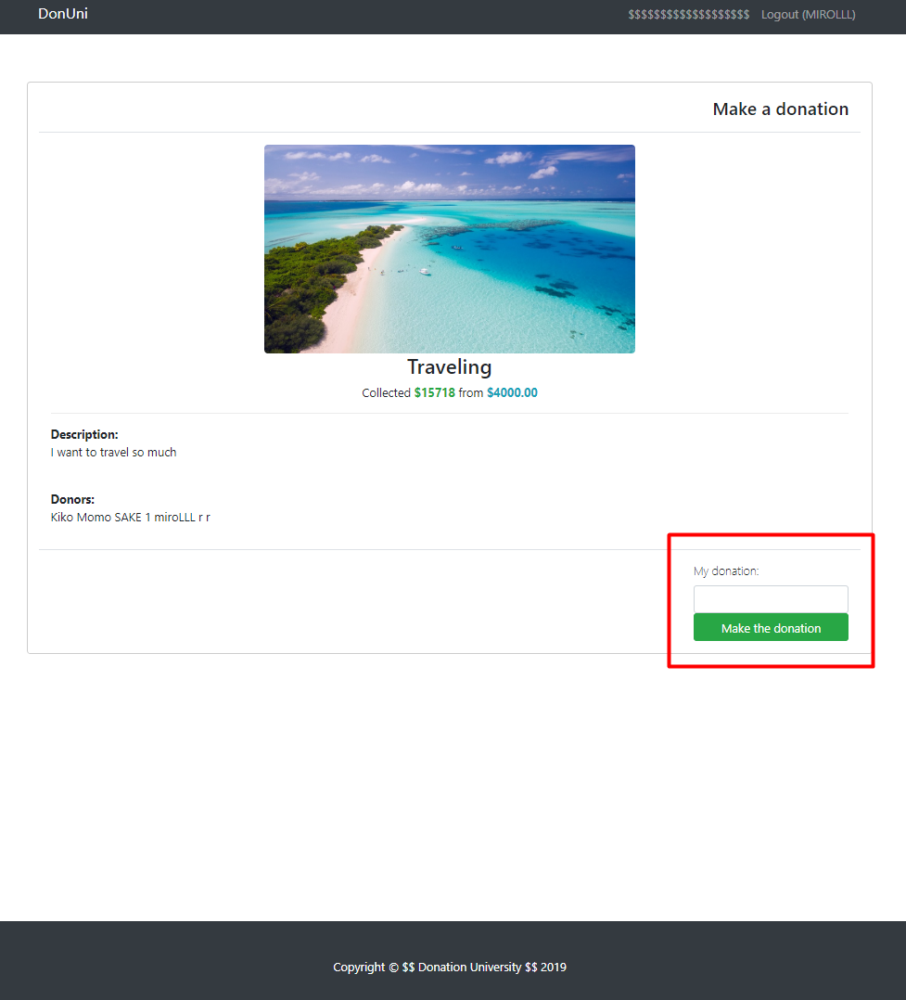 DonUni
$$$$$$$$$$$$$$$$$$$ Logout (MIROLLL)
Make a donation
Traveling
Collected $15718 from $4000.00
Description:
I want to travel so much
Donors:
Kiko Momo SAKE 1 miroLLL r r
My donation:
Make the donation
Copyright © $$ Donation University $$ 2019